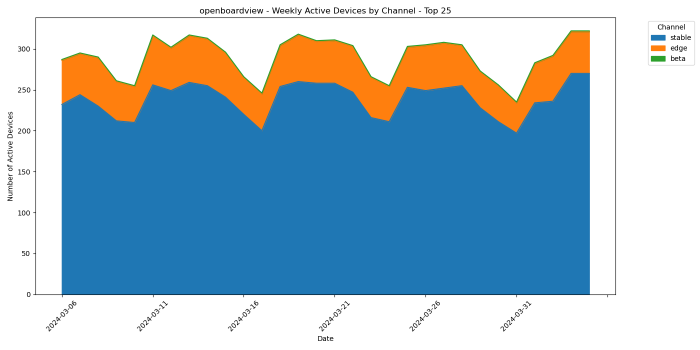 openboardview - Weekly Active Devices by Channel - Top 25
Channel
stable
edge
beta
Number of Active Devices
300
250
200
150
100
50
0
2024-03-06
2024-03-11
2024-03-16
2024-03-21
2024-03-26
2024-03-31
Date